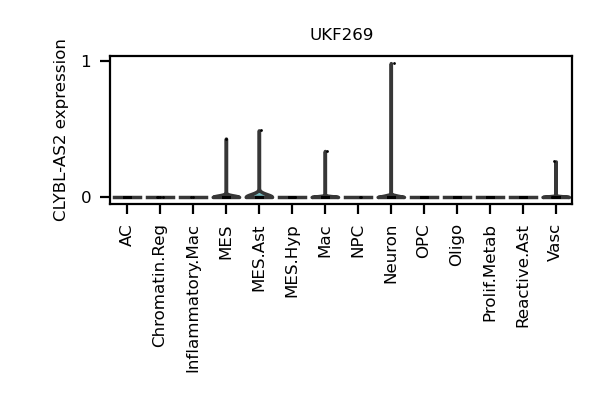 UKF269
CLYBL-AS2 expression
1
0
AC
Chromatin.Reg
Inflammatory.Mac
MES
MES.Ast
MES.Hyp
Mac
NPC
Neuron
OPC
Oligo
Prolif.Metab
Reactive.Ast
Vasc